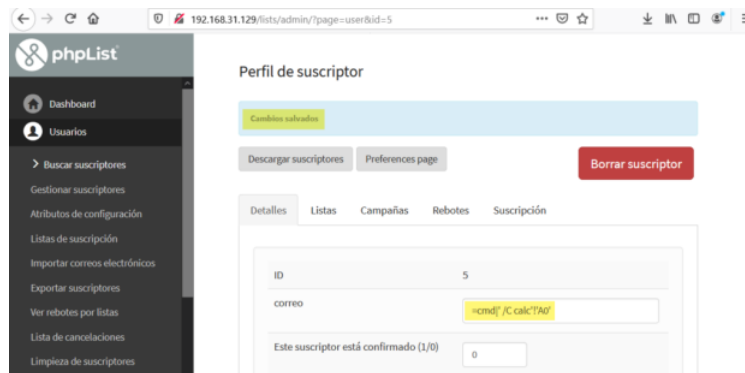 192.168.31.129/lists/admin/?page=user&id=5
phpList
Perfil de suscriptor
Dashboard
Cambios salvados
Usuarios
Buscar suscriptores
Descargar suscriptores
Preferences page
Borrar suscriptor
Gestionar suscriptores
Atributos de configuración
Detalles
Listas
Campañas
Rebotes
Suscripción
Listas de suscripción
Importar correos electrónicos
ID
5
Exportar suscriptores
Ver rebotes por listas
correo
=cmd|' /C calc'!'A0'
Lista de cancelaciones
Este suscriptor está confirmado (1/0)
0
Limpieza de suscriptores